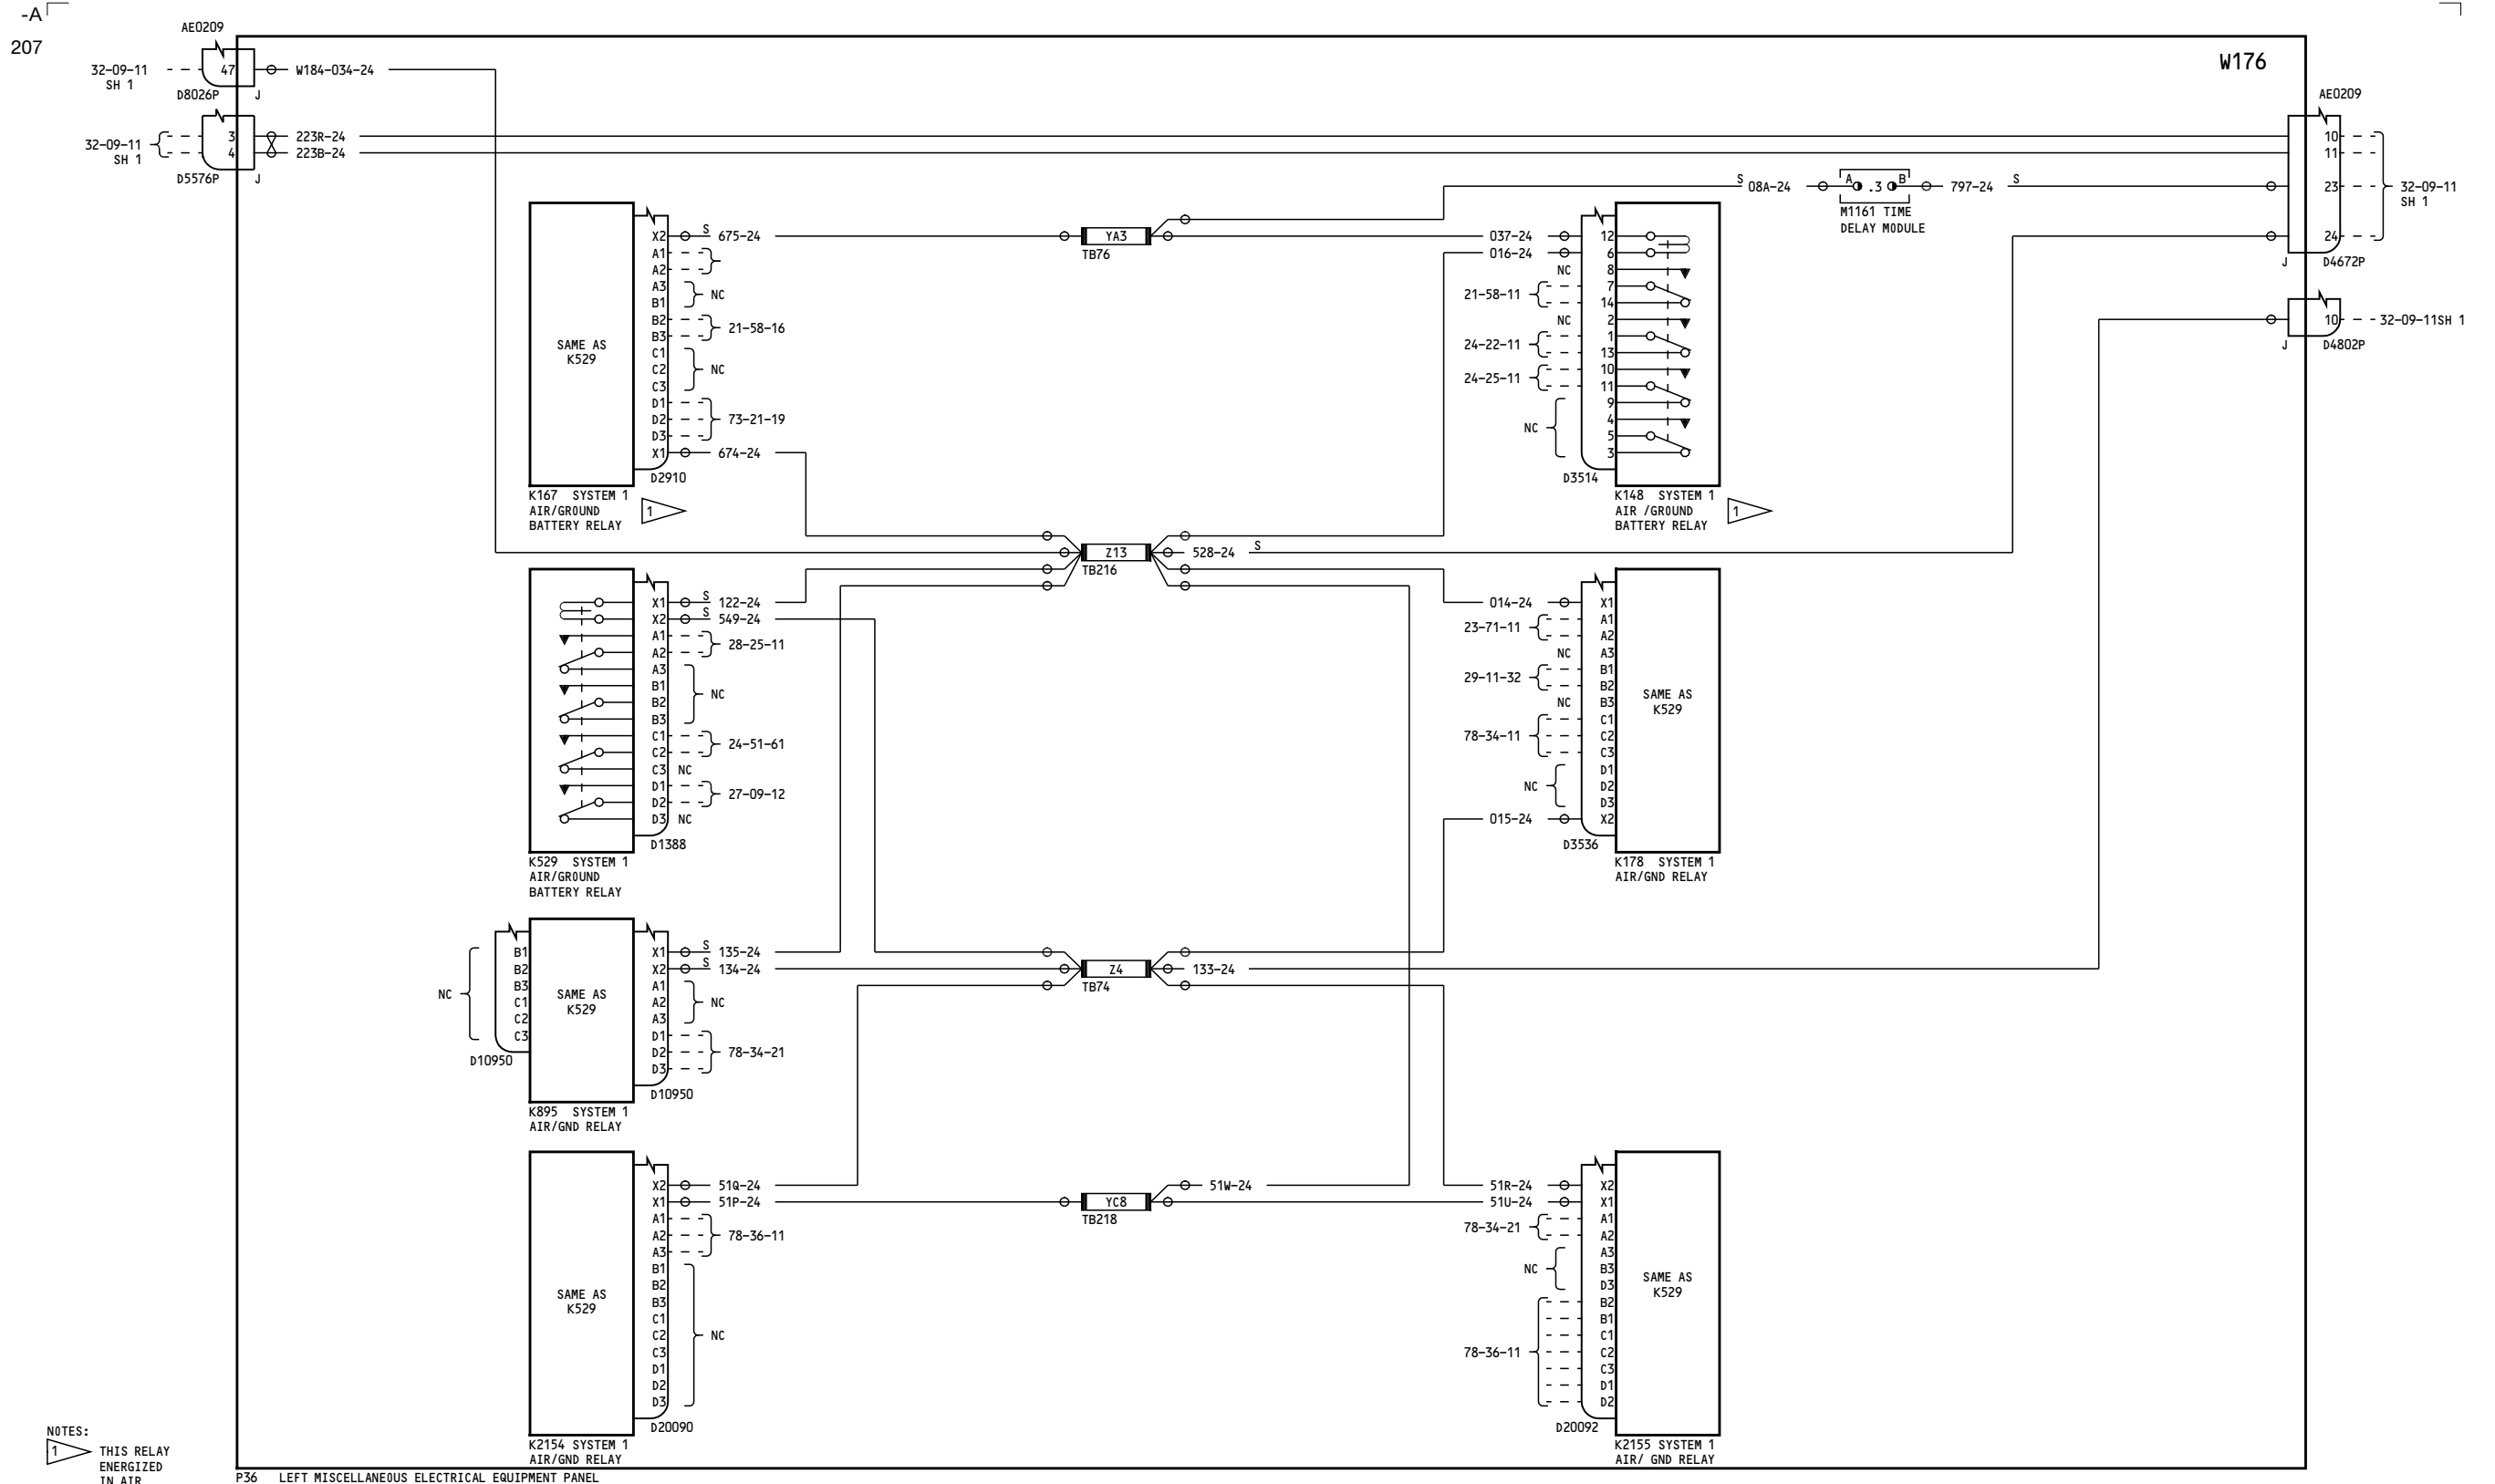 -A
207
AE0209
32-09-11
SH 1
47
W184-034-24
D8026P
J
W176
32-09-11
SH 1
3
4
223R-24
223B-24
D5576P
J
AE0209
10
11
23
24
32-09-11
SH 1
J
D4672P
10
32-09-11SH 1
J
D4802P
S
08A-24
A
.3
B
797-24
S
M1161 TIME
DELAY MODULE
SAME AS
K529
X2
S
675-24
A1
A2
A3
B1
NC
B2
B3
21-58-16
C1
C2
C3
NC
D1
D2
D3
73-21-19
X1
674-24
D2910
K167 SYSTEM 1
AIR/GROUND
BATTERY RELAY
1
YA3
TB76
037-24
12
016-24
6
NC
8
21-58-11
7
14
NC
2
24-22-11
1
13
24-25-11
10
11
NC
9
4
5
3
D3514
K148 SYSTEM 1
AIR /GROUND
BATTERY RELAY
1
Z13
TB216
528-24
S
X1
S
122-24
X2
S
549-24
A1
A2
28-25-11
A3
B1
B2
B3
NC
C1
C2
24-51-61
C3
NC
D1
D2
27-09-12
D3
NC
D1388
K529 SYSTEM 1
AIR/GROUND
BATTERY RELAY
014-24
X1
23-71-11
A1
A2
NC
A3
29-11-32
B1
B2
NC
B3
78-34-11
C1
C2
C3
NC
D1
D2
D3
015-24
X2
SAME AS
K529
D3536
K178 SYSTEM 1
AIR/GND RELAY
NC
B1
B2
B3
C1
C2
C3
D10950
SAME AS
K529
X1
S
135-24
X2
S
134-24
A1
A2
A3
NC
D1
D2
D3
78-34-21
D10950
K895 SYSTEM 1
AIR/GND RELAY
Z4
TB74
133-24
SAME AS
K529
X2
51Q-24
X1
51P-24
A1
A2
A3
78-36-11
B1
B2
B3
C1
C2
C3
D1
D2
D3
NC
D20090
K2154 SYSTEM 1
AIR/GND RELAY
YC8
TB218
51W-24
51R-24
X2
51U-24
X1
78-34-21
A1
A2
NC
A3
B3
D3
78-36-11
B2
B1
C1
C2
C3
D1
D2
SAME AS
K529
D20092
K2155 SYSTEM 1
AIR/ GND RELAY
NOTES:
1
THIS RELAY
ENERGIZED
IN AIR
P36 LEFT MISCELLANEOUS ELECTRICAL EQUIPMENT PANEL